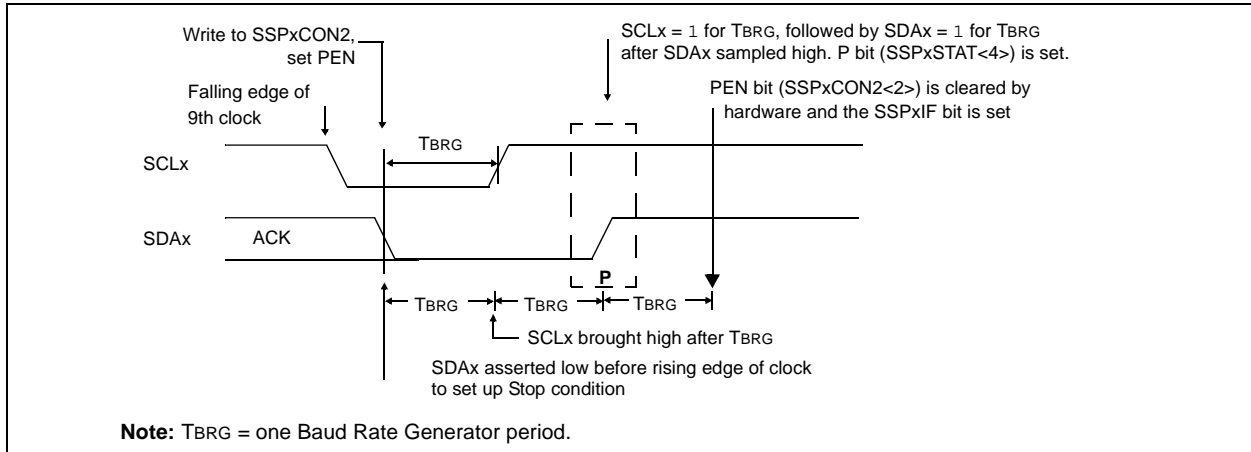 Write to SSPxCON2,
set PEN
SCLx = 1 for TBRG, followed by SDAx = 1 for TBRG
after SDAx sampled high. P bit (SSPxSTAT<4>) is set.
Falling edge of
9th clock
PEN bit (SSPxCON2<2>) is cleared by
hardware and the SSPxIF bit is set
TBRG
SCLx
SDAx
ACK
P
TBRG
TBRG
TBRG
SCLx brought high after TBRG
SDAx asserted low before rising edge of clock
to set up Stop condition
Note: TBRG = one Baud Rate Generator period.